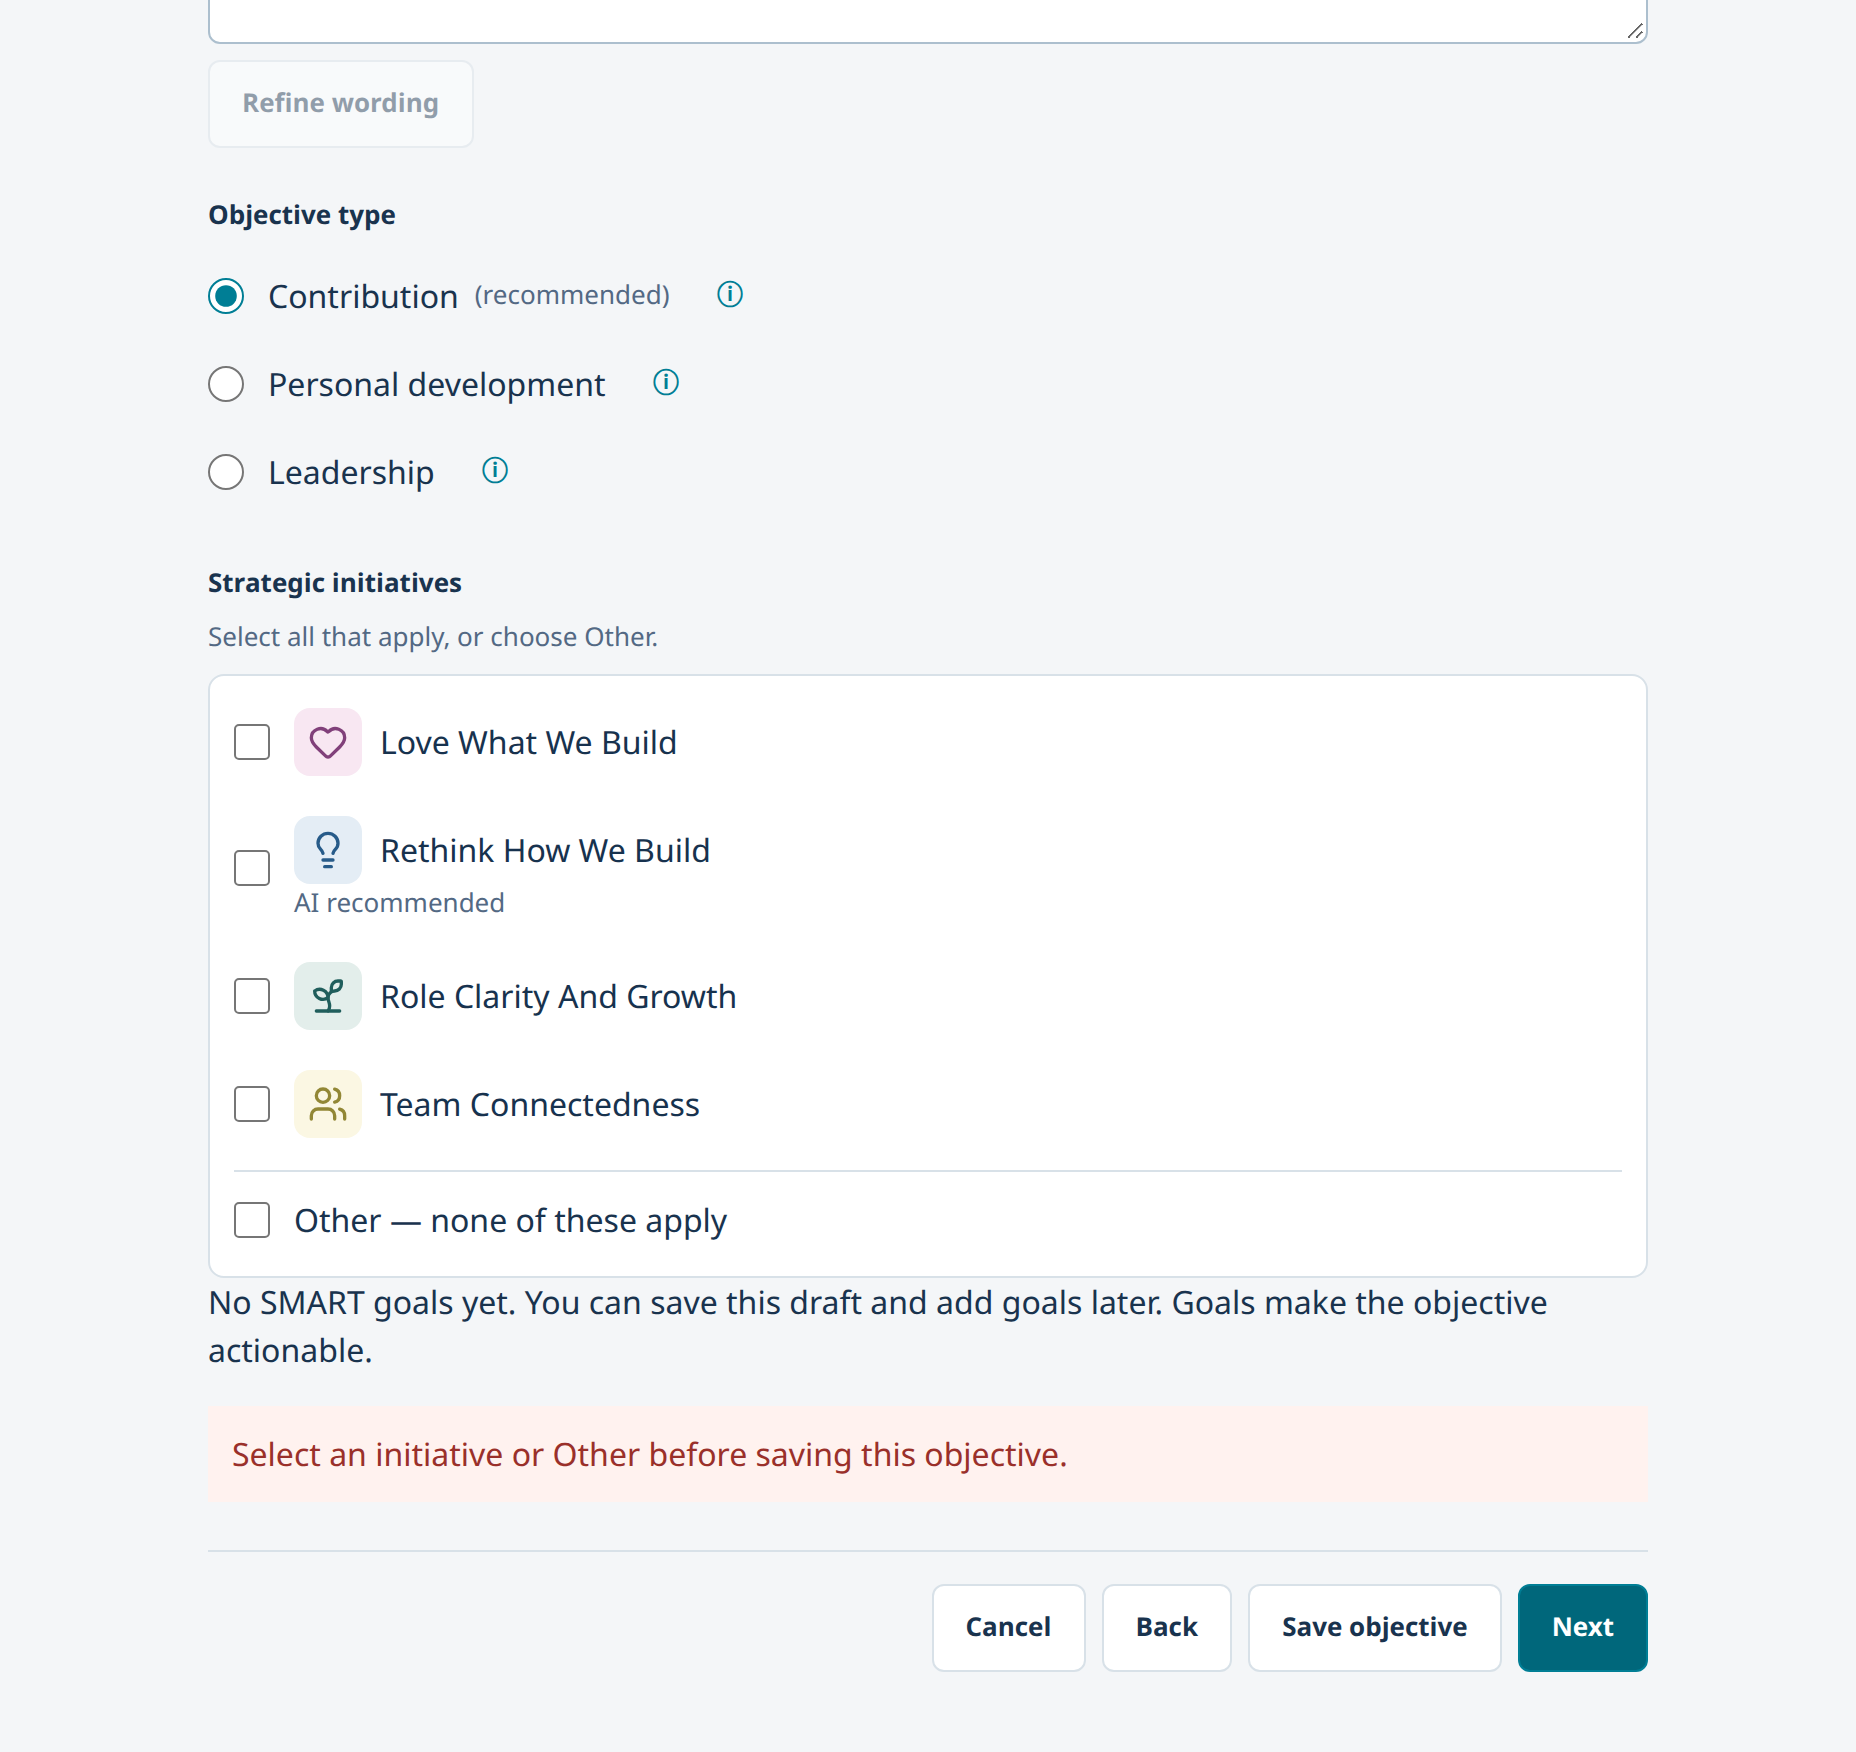 Refine wording
Objective type
Contribution (recommended)
Personal development
Leadership
Strategic initiatives
Select all that apply, or choose Other.
Love What We Build
Rethink How We Build
AI recommended
Role Clarity And Growth
Team Connectedness
Other — none of these apply
No SMART goals yet. You can save this draft and add goals later. Goals make the objective
actionable.
Select an initiative or Other before saving this objective.
Cancel Back Save objective Next